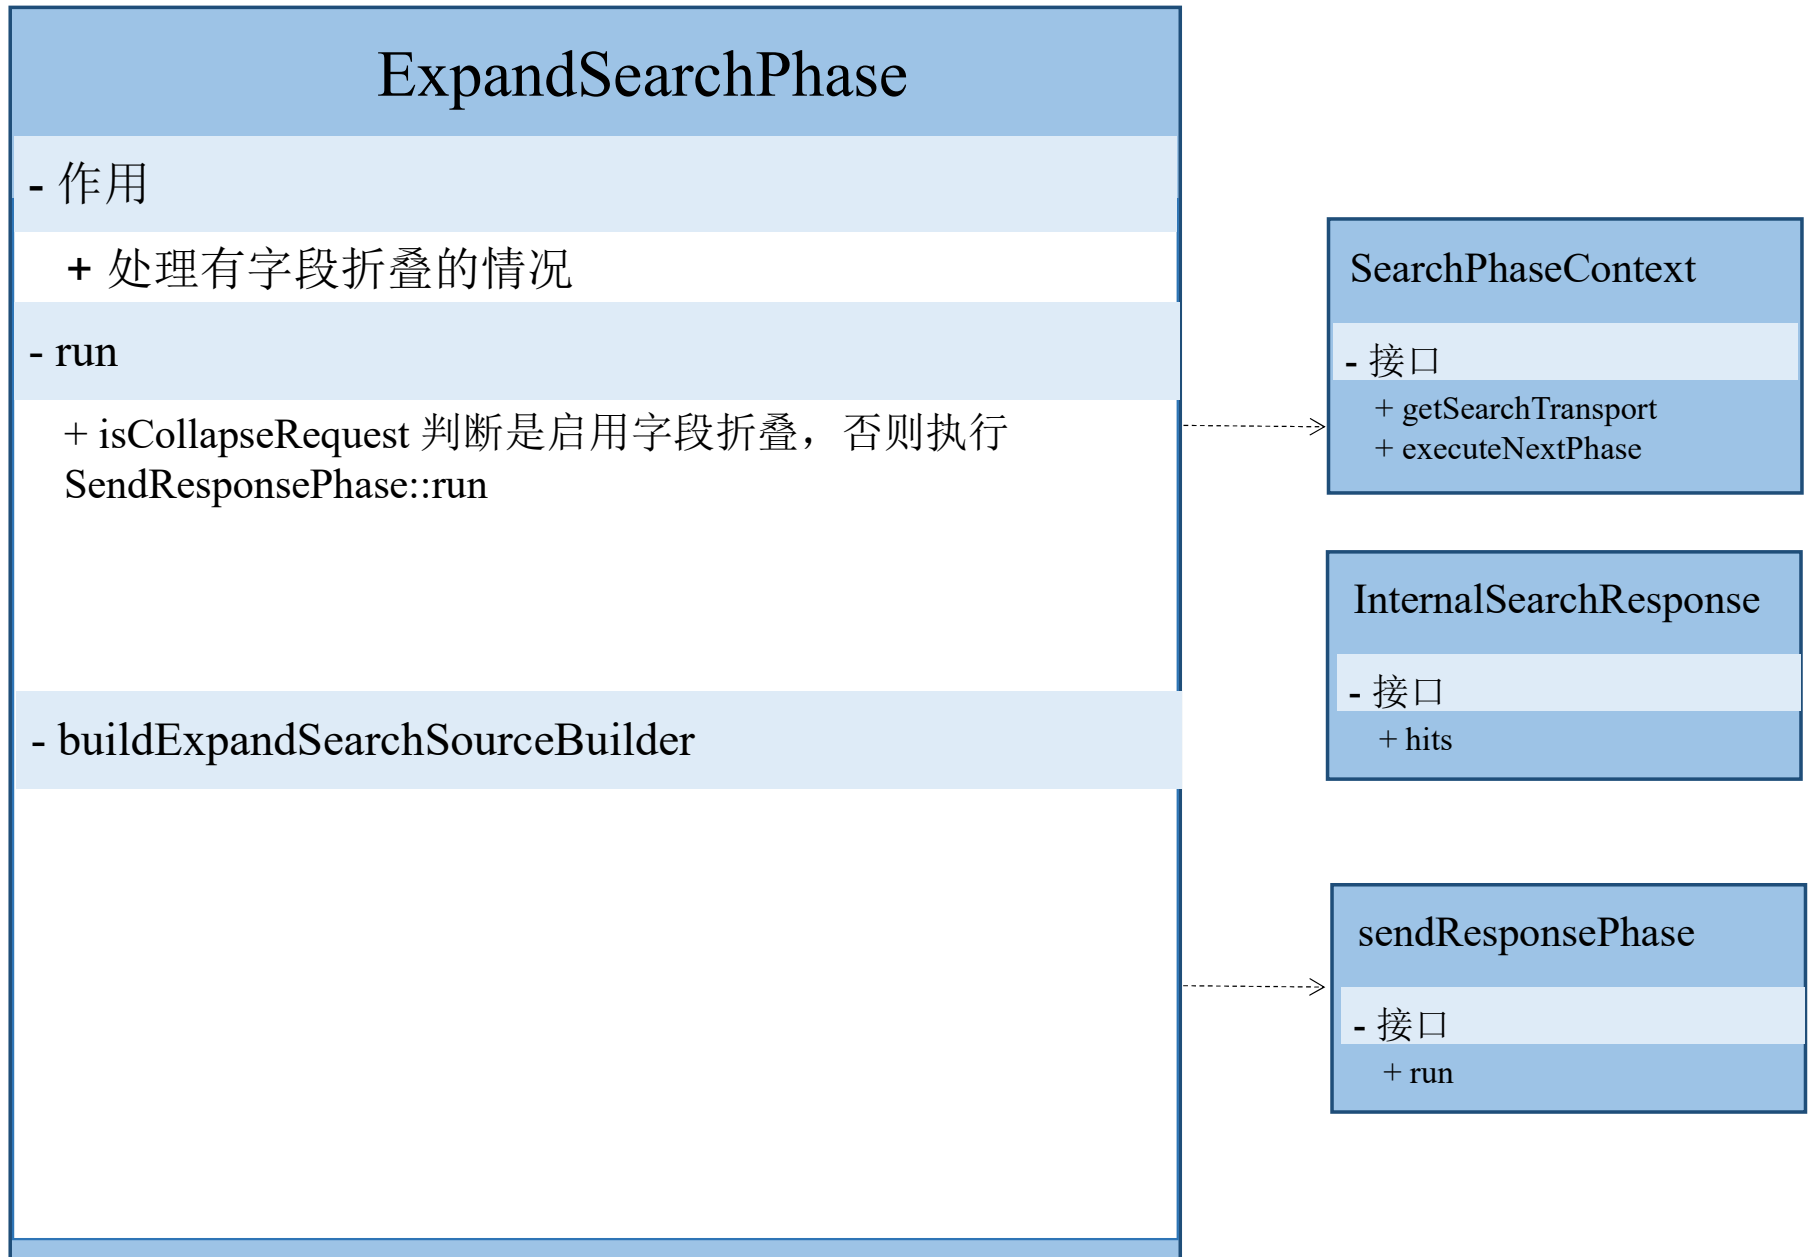 ExpandSearchPhase
- 作用
+ 处理有字段折叠的情况
- run
+ isCollapseRequest 判断是启用字段折叠，否则执行
SendResponsePhase::run
- buildExpandSearchSourceBuilder
SearchPhaseContext
- 接口
+ getSearchTransport
+ executeNextPhase
InternalSearchResponse
- 接口
+ hits
sendResponsePhase
- 接口
+ run